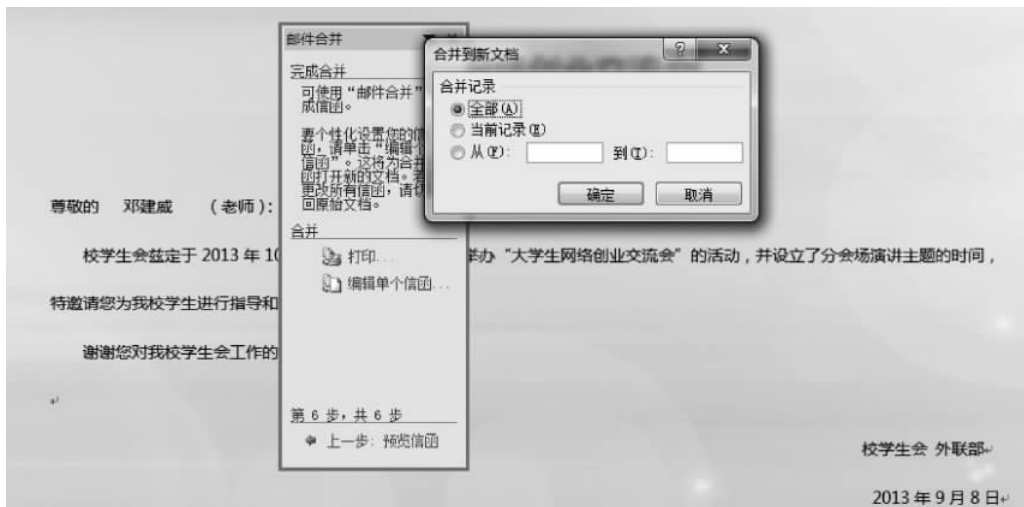 邮件合并
完成合并
可使用“邮件合并”
成信函。
要个性化设置您的信
函，请单击“编辑个
信函”。这将为合并
函打开新的文档。若
更改所有信函，请切
回原始文档。
合并
打印...
编辑单个信函...
第 6 步，共 6 步
上一步: 预览信函
合并到新文档
合并记录
全部(A)
当前记录(E)
从(F): 到(T):
确定 取消
尊敬的 邓建威 （老师）：
校学生会兹定于 2013 年 10 举办“大学生网络创业交流会”的活动，并设立了分会场演讲主题的时间，
特邀请您为我校学生进行指导和
谢谢您对我校学生会工作的
校学生会 外联部
2013 年 9 月 8 日